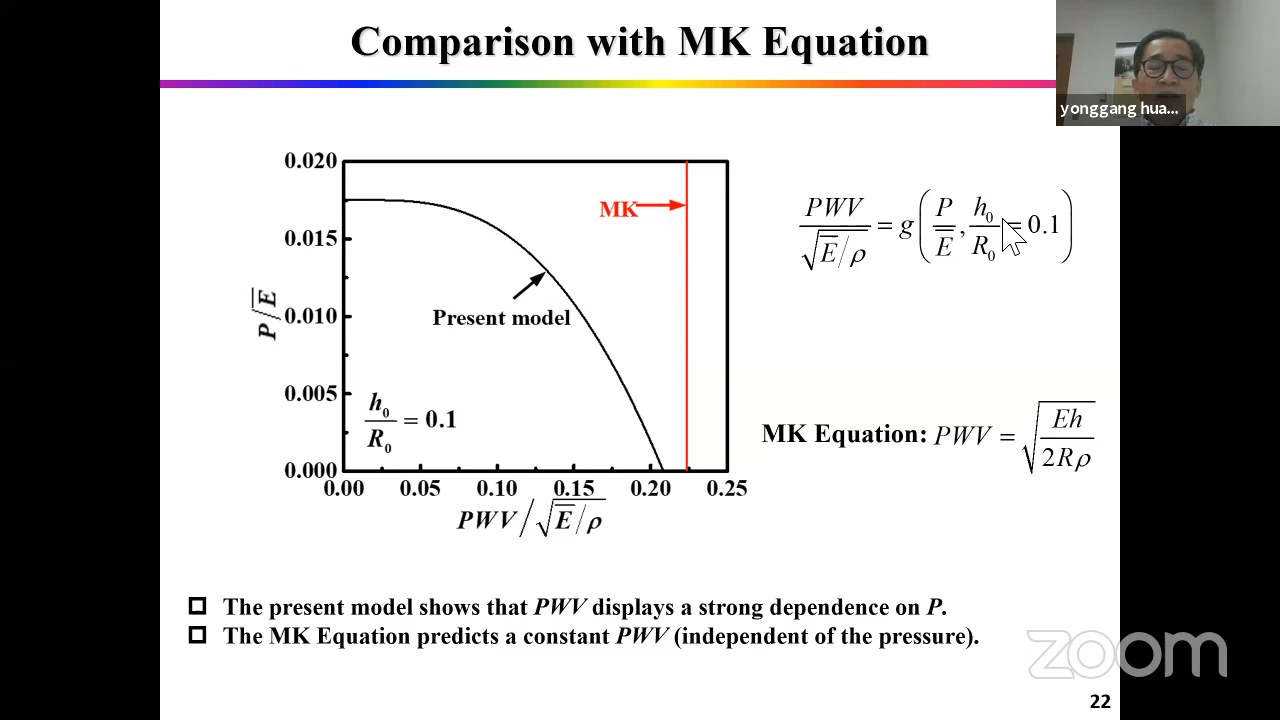 Comparison with MK Equation
yonggang hua...
0.020
0.015
0.010
0.005
0.000
P/E̅
MK
Present model
h₀/R₀ = 0.1
0.00 0.05 0.10 0.15 0.20 0.25
PWV/√(E̅/ρ)
PWV/√(E̅/ρ) = g(P/E̅, h₀/R₀ = 0.1)
MK Equation: PWV = √(Eh/2Rρ)
The present model shows that PWV displays a strong dependence on P.
The MK Equation predicts a constant PWV (independent of the pressure).
zoom
22